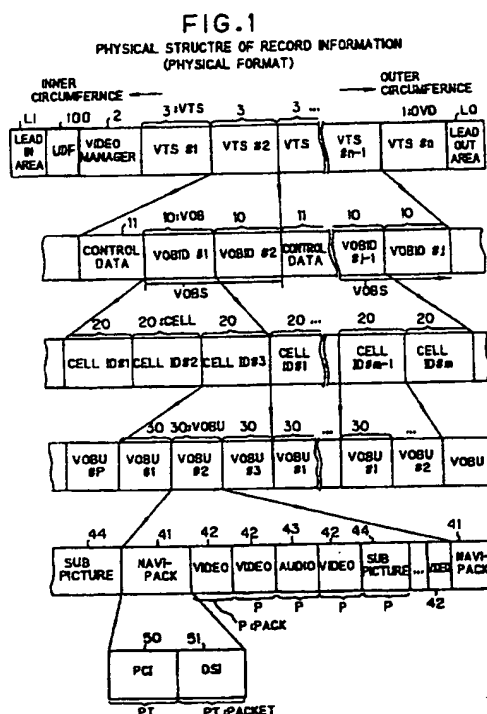 FIG.1
PHYSICAL STRUCTRE OF RECORD INFORMATION
(PHYSICAL FORMAT)
INNER CIRCUMFERNCE
OUTER CIRCUMFERNCE
L1 100 2 3:VTS 3 3 ... 1:DVD LO
LEAD IN AREA UDF VIDEO MANAGER VTS #1 VTS #2 VTS VTS #n-1 VTS #n LEAD OUT AREA
11 10:VOB 10 11 10 10
CONTROL DATA VOBID #1 VOBID #2 CONTROL DATA VOBID #j-1 VOBID #j
VOBS VOBS
20 20:CELL 20 20 ... 20 20
CELL ID#1 CELL ID#2 CELL ID#3 CELL ID#1 CELL ID#m-1 CELL ID#m
30 30:VOBU 30 30 ... 30 ...
VOBU #P VOBU #1 VOBU #2 VOBU #3 VOBU #1 VOBU #1 VOBU #2 VOBU
44 41 42 42 43 42 44 41
SUB PICTURE NAVI-PACK VIDEO VIDEO AUDIO VIDEO SUB PICTURE ... VIDEO NAVI-PACK
P P P P 42
P:PACK
50 51
PCI DSI
PT PT:PACKET